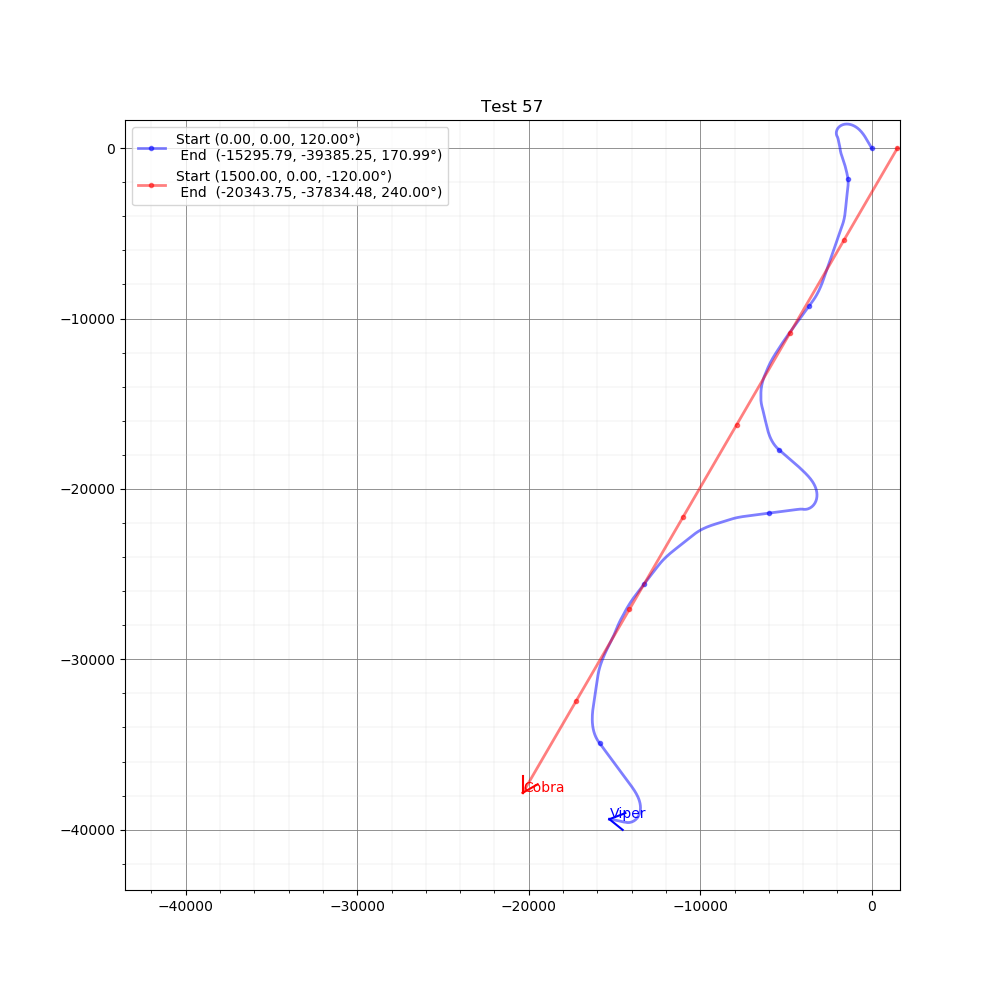 Test 57
Start (0.00, 0.00, 120.00°)
End  (-15295.79, -39385.25, 170.99°)
Start (1500.00, 0.00, -120.00°)
End  (-20343.75, -37834.48, 240.00°)
0
−10000
−20000
−30000
−40000
Cobra
Viper
−40000
−30000
−20000
−10000
0